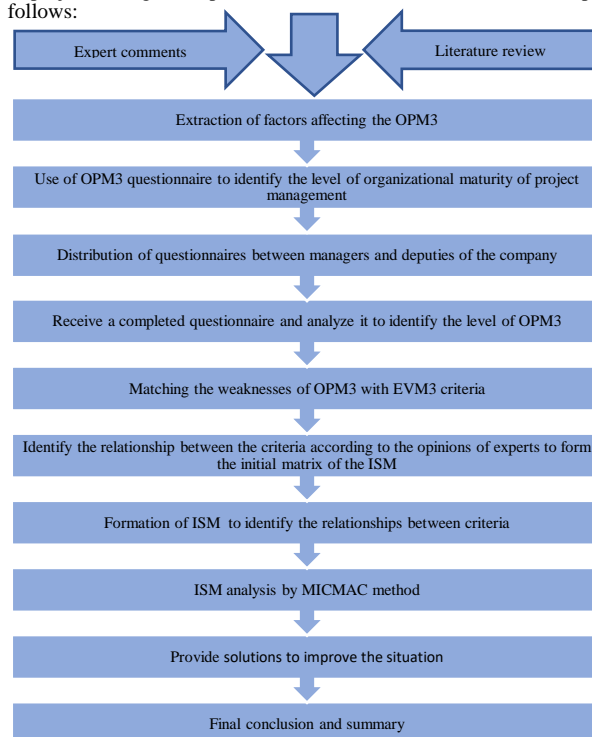 follows:
Expert comments
Literature review
Extraction of factors affecting the OPM3
Use of OPM3 questionnaire to identify the level of organizational maturity of project
management
Distribution of questionnaires between managers and deputies of the company
Receive a completed questionnaire and analyze it to identify the level of OPM3
Matching the weaknesses of OPM3 with EVM3 criteria
Identify the relationship between the criteria according to the opinions of experts to form
the initial matrix of the ISM
Formation of ISM to identify the relationships between criteria
ISM analysis by MICMAC method
Provide solutions to improve the situation
Final conclusion and summary